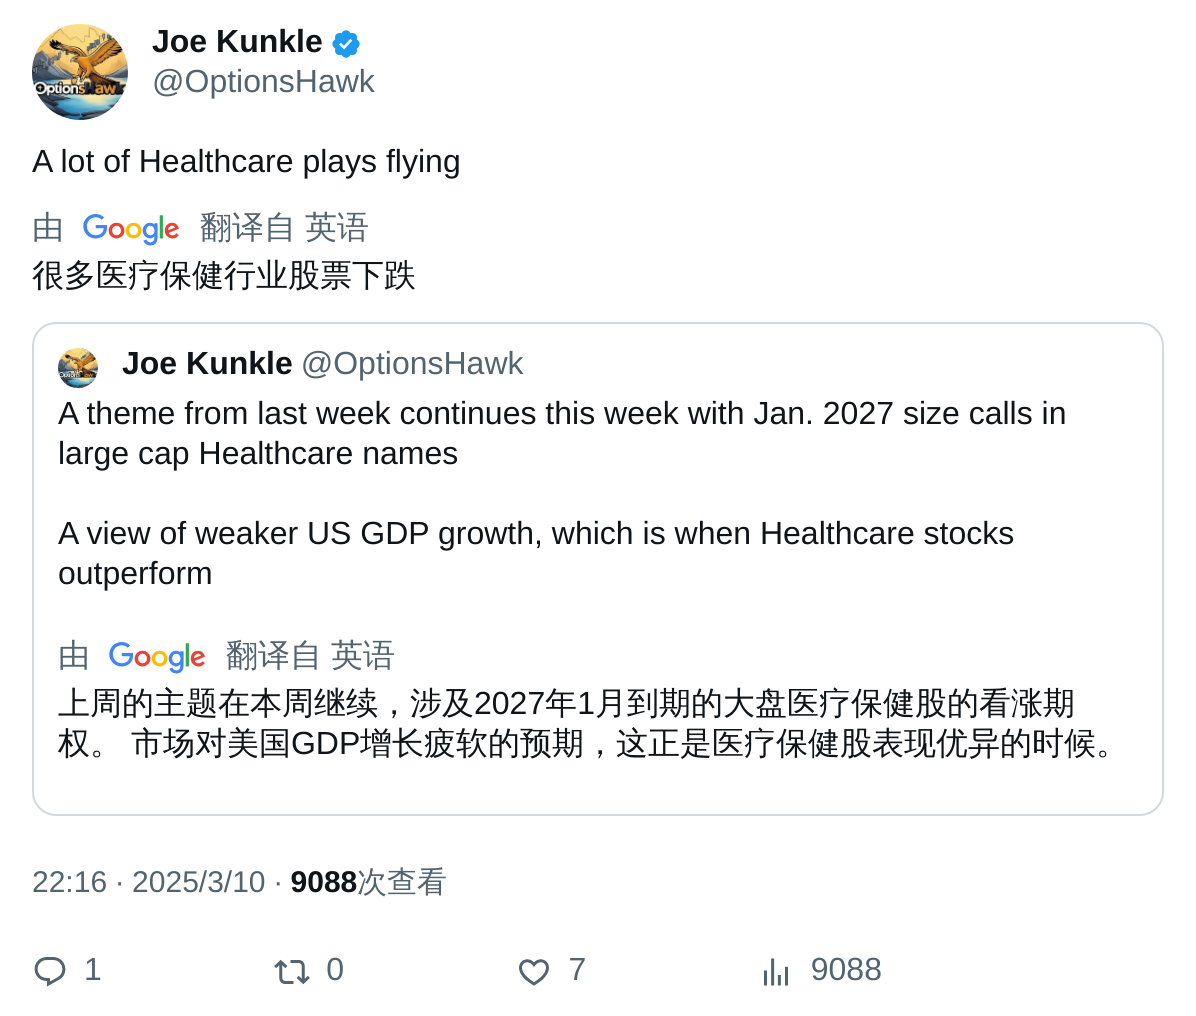 Joe Kunkle
@OptionsHawk
A lot of Healthcare plays flying
由 Google 翻译自 英语
很多医疗保健行业股票下跌
Joe Kunkle @OptionsHawk
A theme from last week continues this week with Jan. 2027 size calls in
large cap Healthcare names
A view of weaker US GDP growth, which is when Healthcare stocks
outperform
由 Google 翻译自 英语
上周的主题在本周继续，涉及2027年1月到期的大盘医疗保健股的看涨期
权。 市场对美国GDP增长疲软的预期，这正是医疗保健股表现优异的时候。
22:16 · 2025/3/10 · 9088次查看
1 0 7 9088